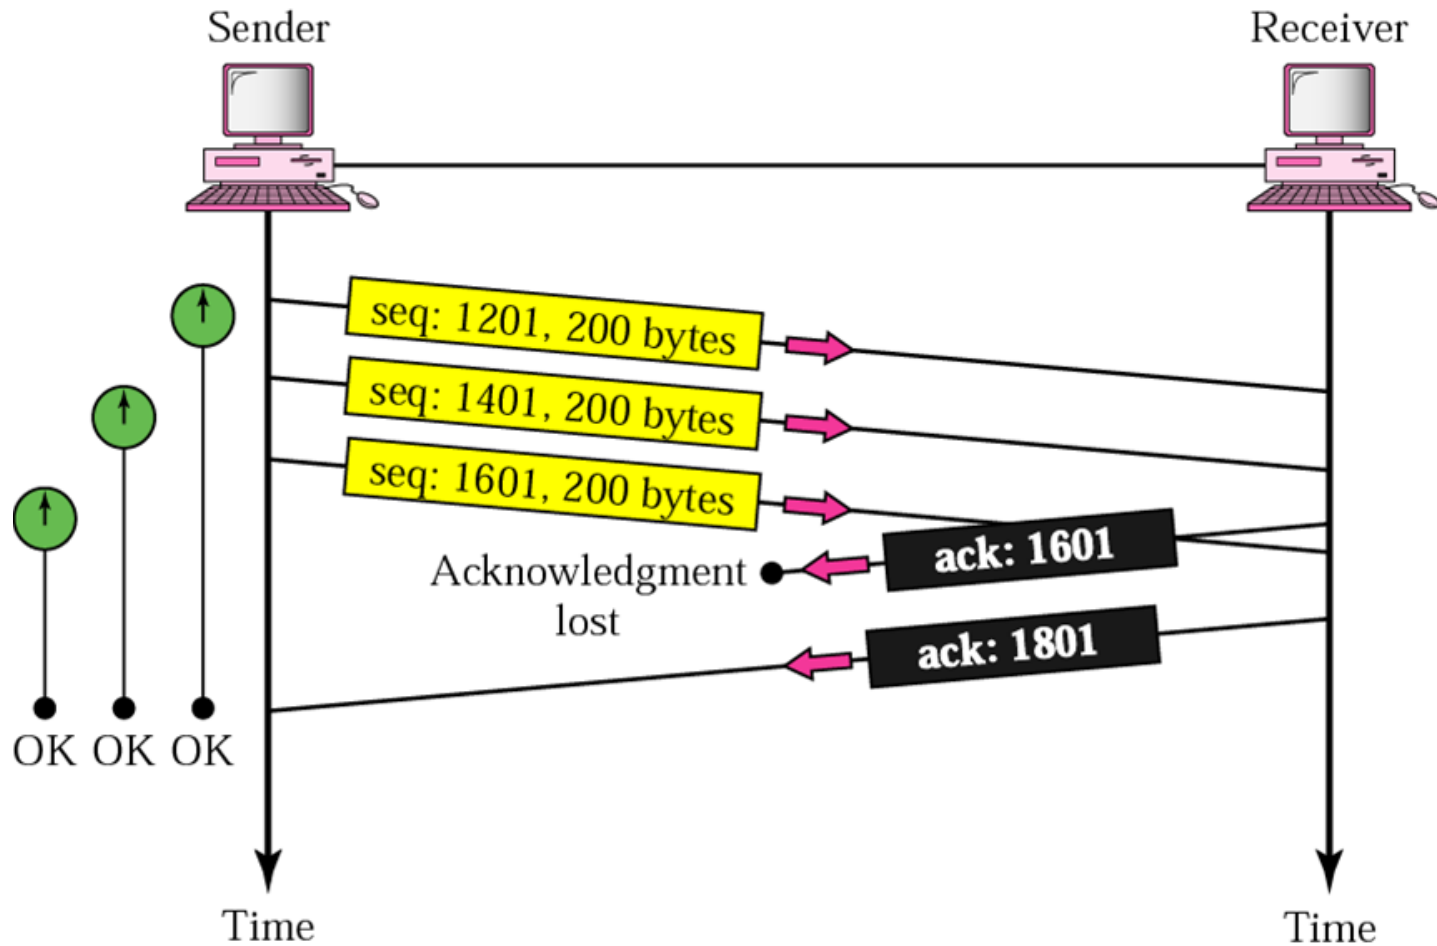 Sender
Receiver
seq: 1201, 200 bytes
seq: 1401, 200 bytes
seq: 1601, 200 bytes
ack: 1601
Acknowledgment
lost
ack: 1801
OK OK OK
Time
Time